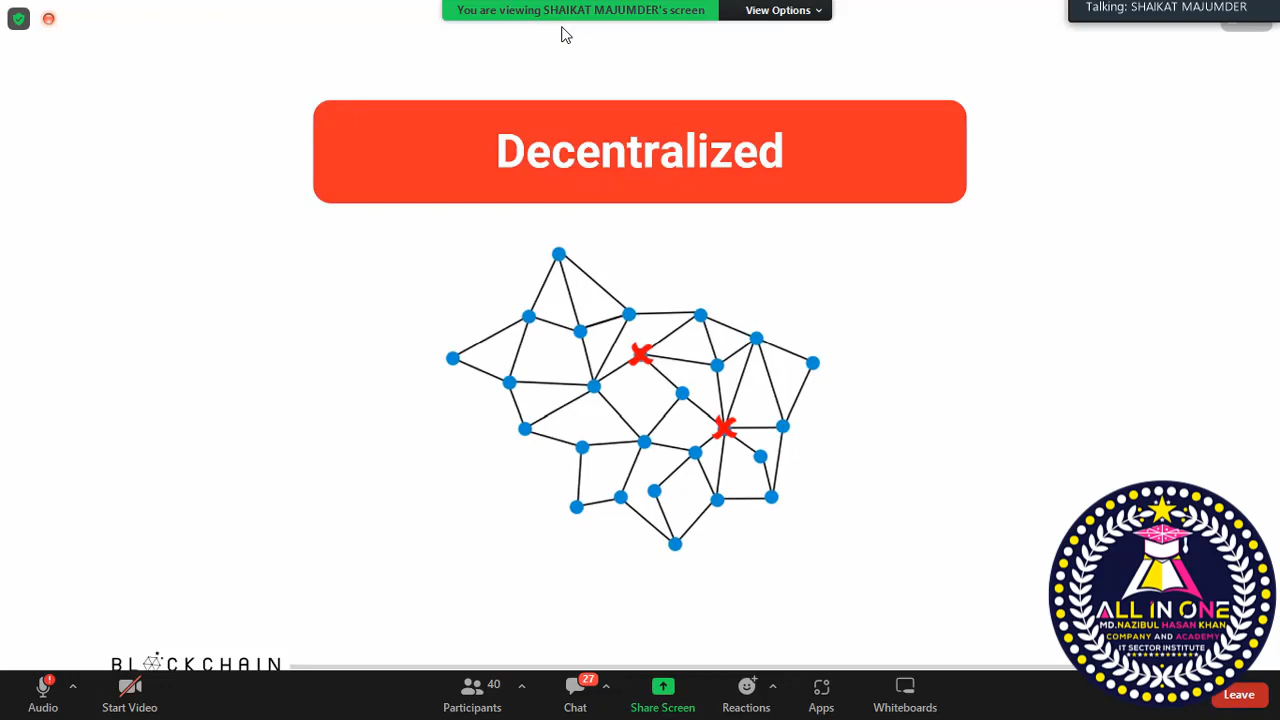 You are viewing SHAIKAT MAJUMDER's screen
View Options
Talking: SHAIKAT MAJUMDER
Decentralized
ALL IN ONE
MD.NAZIBUL HASAN KHAN
COMPANY AND ACADEMY
IT SECTOR INSTITUTE
BLOCKCHAIN
Audio
Start Video
40
Participants
27
Chat
Share Screen
Reactions
Apps
Whiteboards
Leave